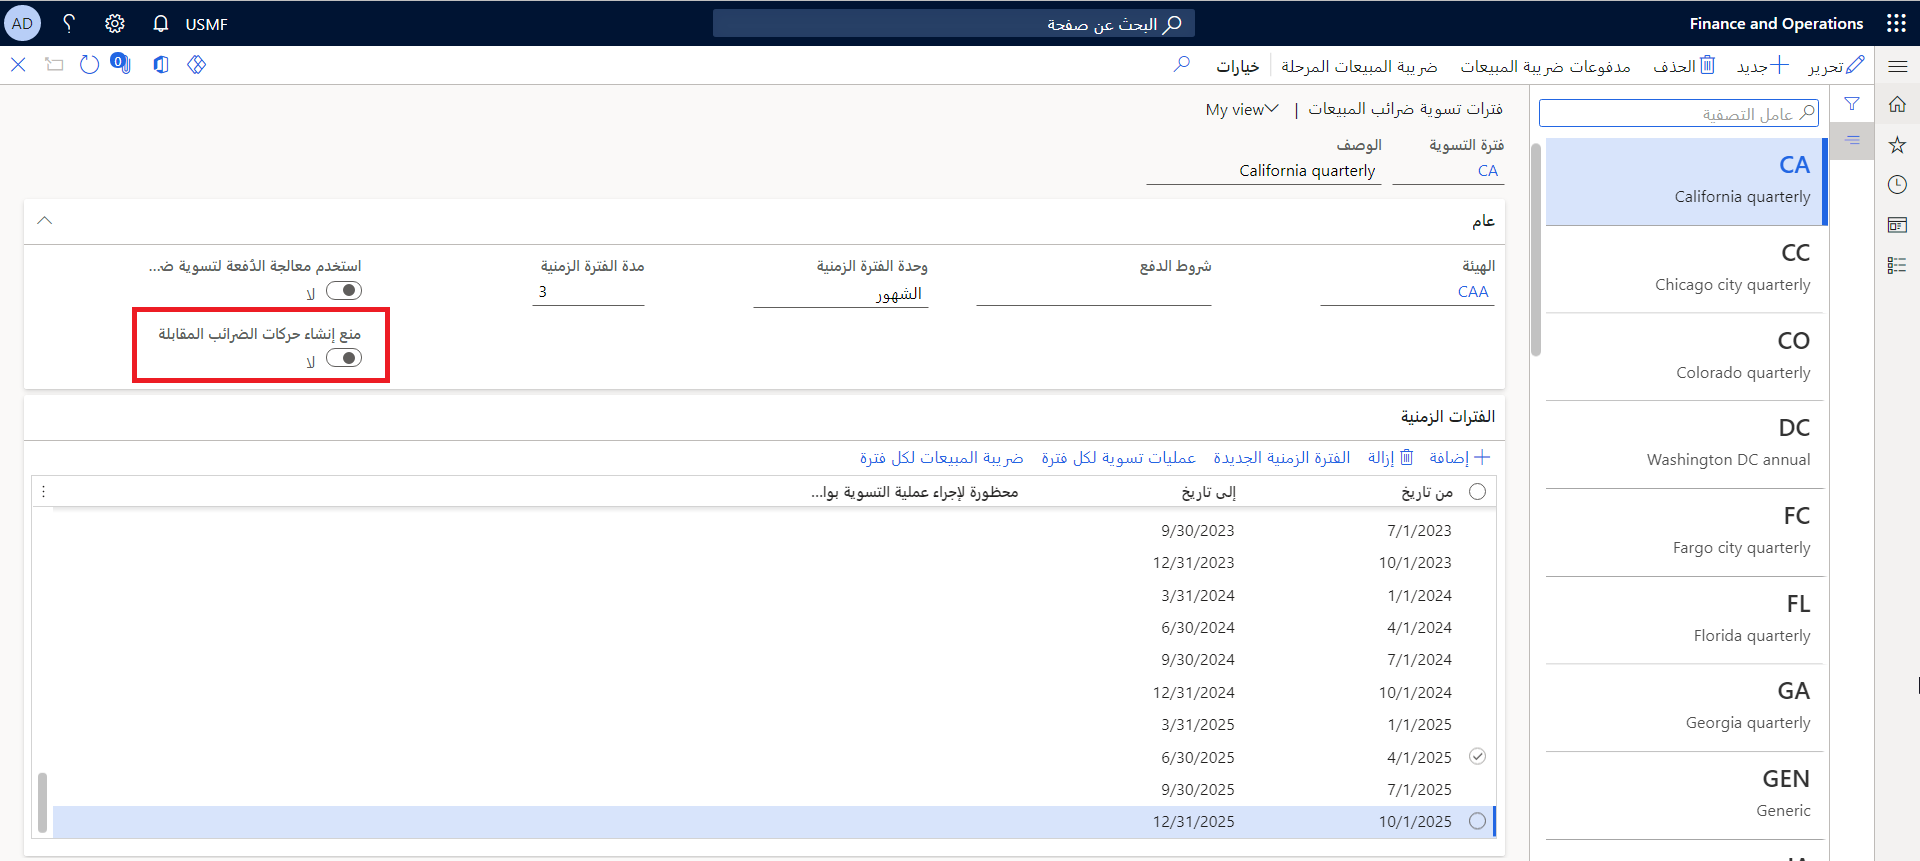 Finance and Operations
البحث عن صفحة
USMF
AD
تحرير
جديد
الحذف
مدفوعات ضريبة المبيعات
ضريبة المبيعات المرحلة
خيارات
0
عامل التصفية
CA
California quarterly
CC
Chicago city quarterly
CO
Colorado quarterly
DC
Washington DC annual
FC
Fargo city quarterly
FL
Florida quarterly
GA
Georgia quarterly
GEN
Generic
فترات تسوية ضرائب المبيعات | My view
فترة التسوية
CA
الوصف
California quarterly
عام
الهيئة
CAA
شروط الدفع
وحدة الفترة الزمنية
الشهور
مدة الفترة الزمنية
3
استخدم معالجة الدُفعة لتسوية ضـ...
لا
منع إنشاء حركات الضرائب المقابلة
لا
الفترات الزمنية
إضافة
إزالة
الفترة الزمنية الجديدة
عمليات تسوية لكل فترة
ضريبة المبيعات لكل فترة
من تاريخ إلى تاريخ محظورة لإجراء عملية التسوية بوا...
7/1/2023 9/30/2023
10/1/2023 12/31/2023
1/1/2024 3/31/2024
4/1/2024 6/30/2024
7/1/2024 9/30/2024
10/1/2024 12/31/2024
1/1/2025 3/31/2025
4/1/2025 6/30/2025
7/1/2025 9/30/2025
10/1/2025 12/31/2025